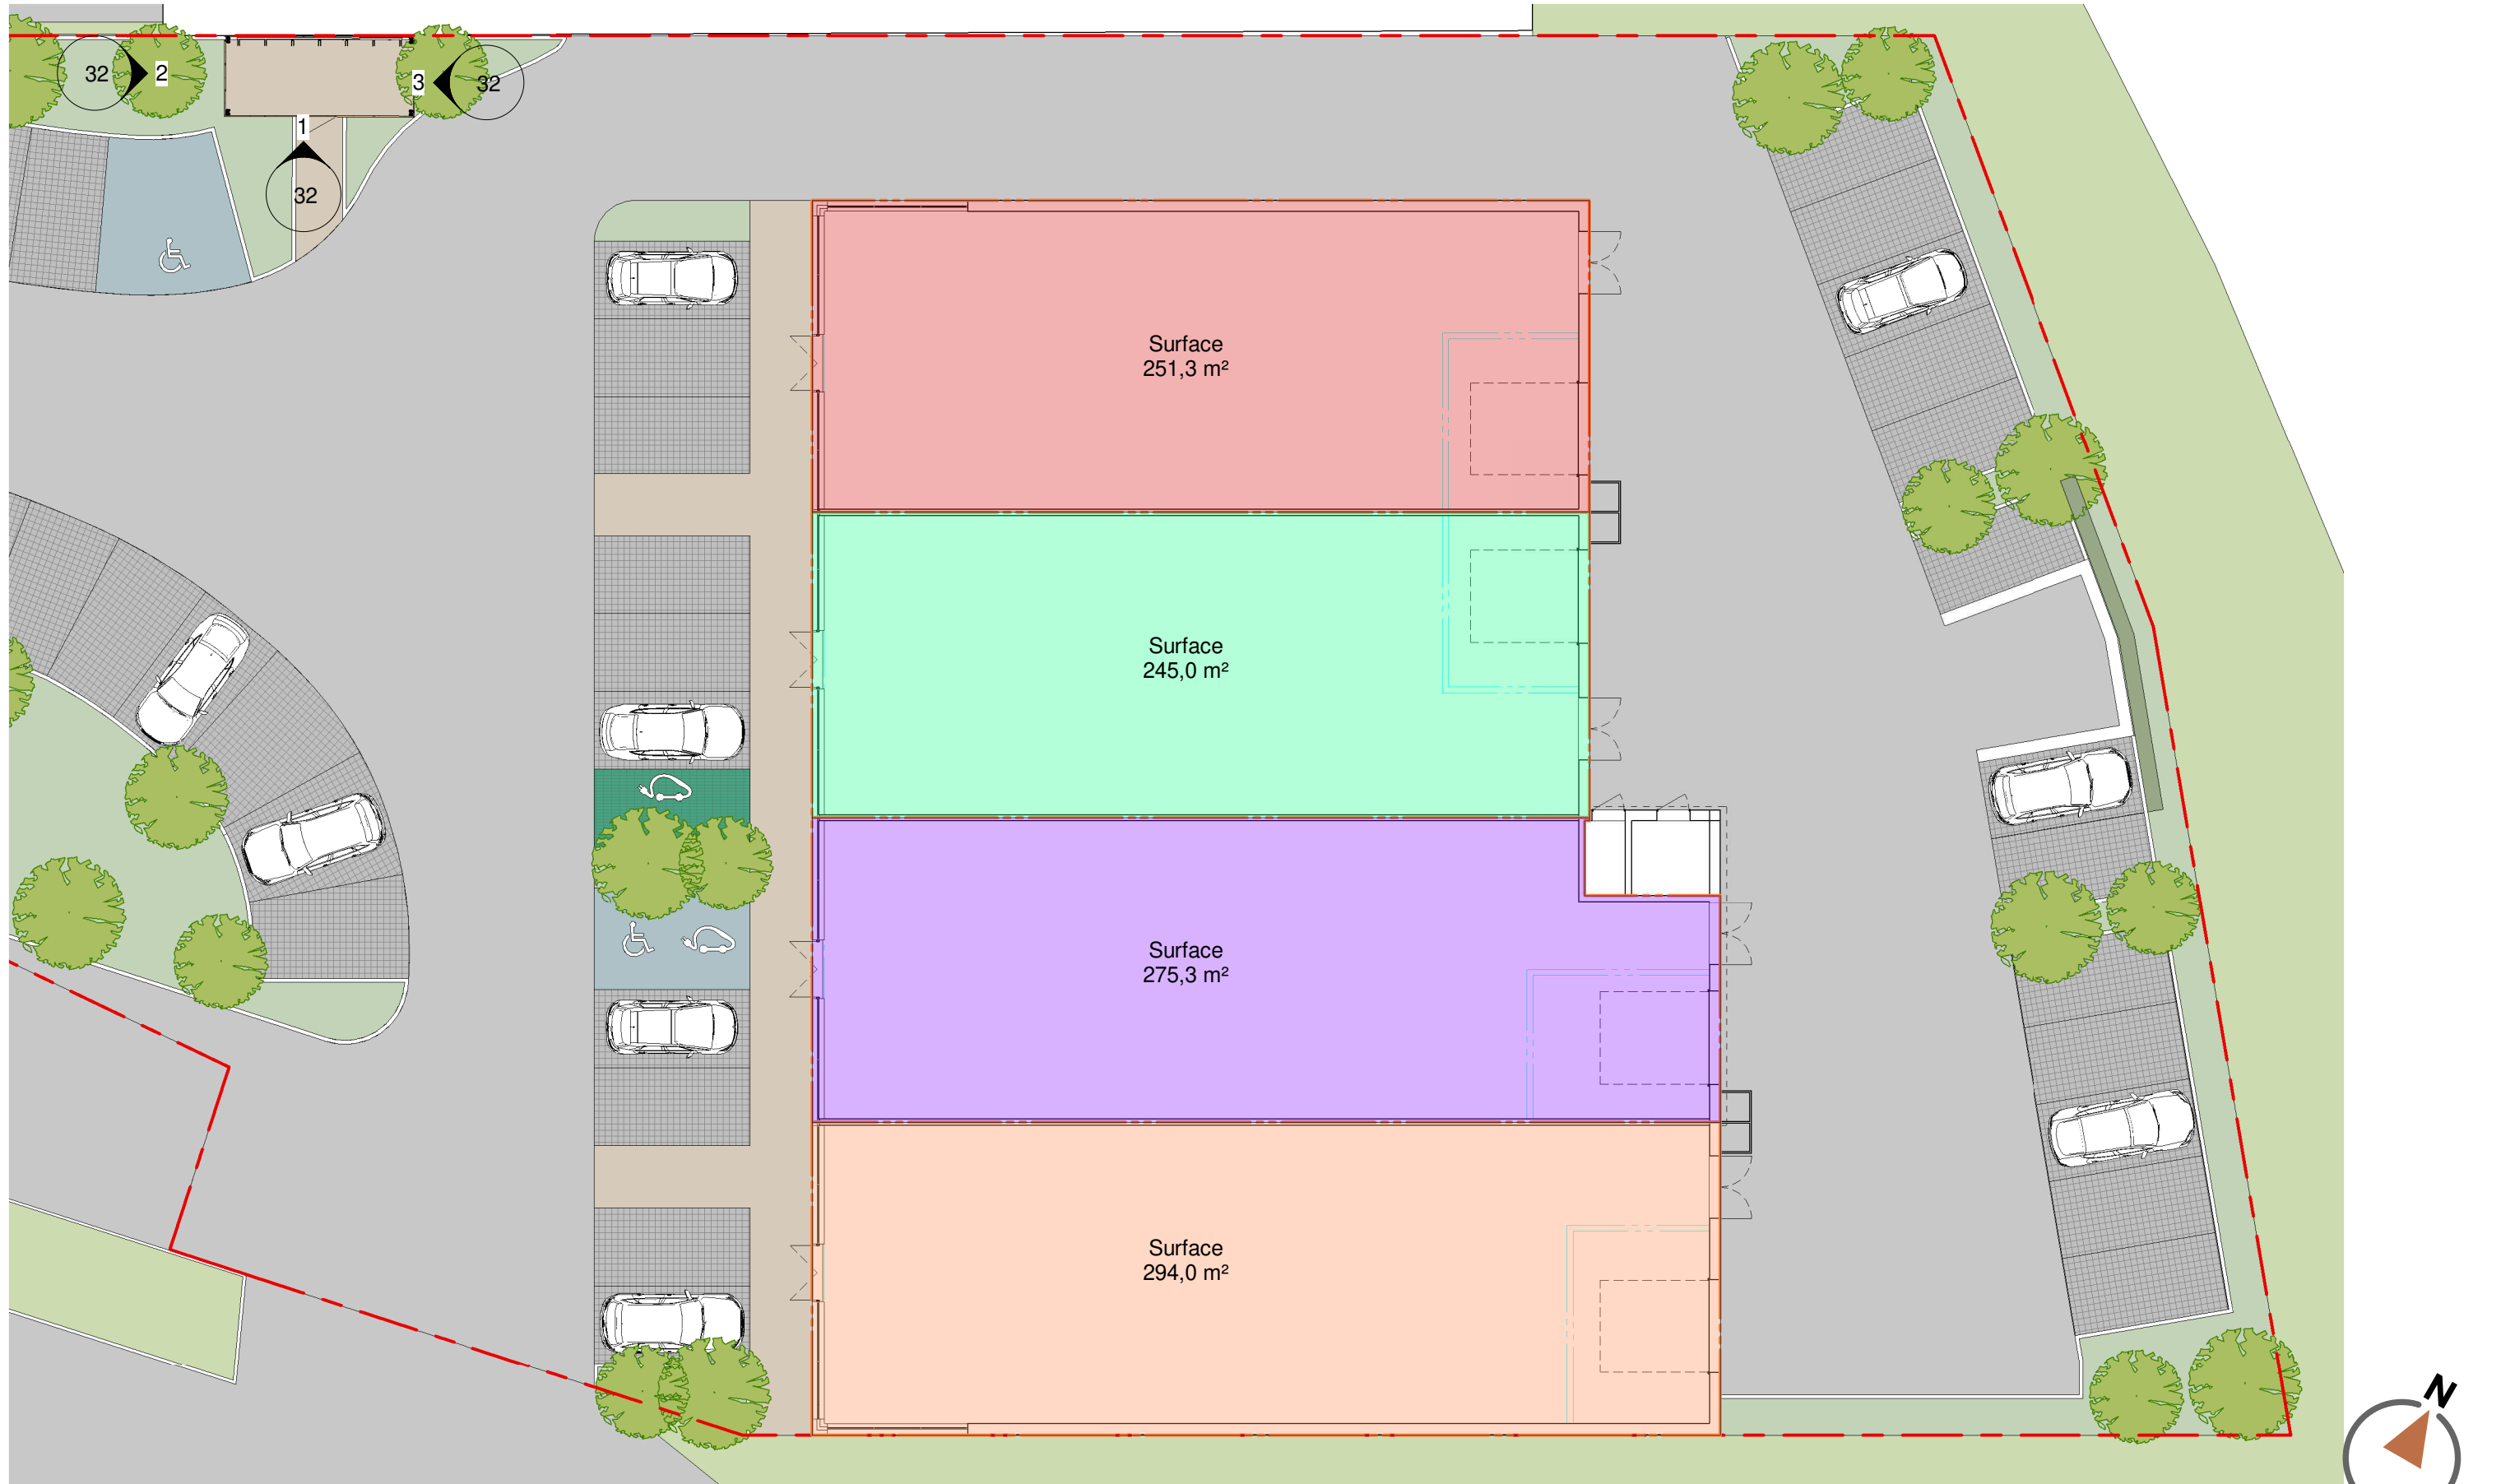 32
2
3
32
1
32
Surface
251,3 m²
Surface
245,0 m²
Surface
275,3 m²
Surface
294,0 m²
N